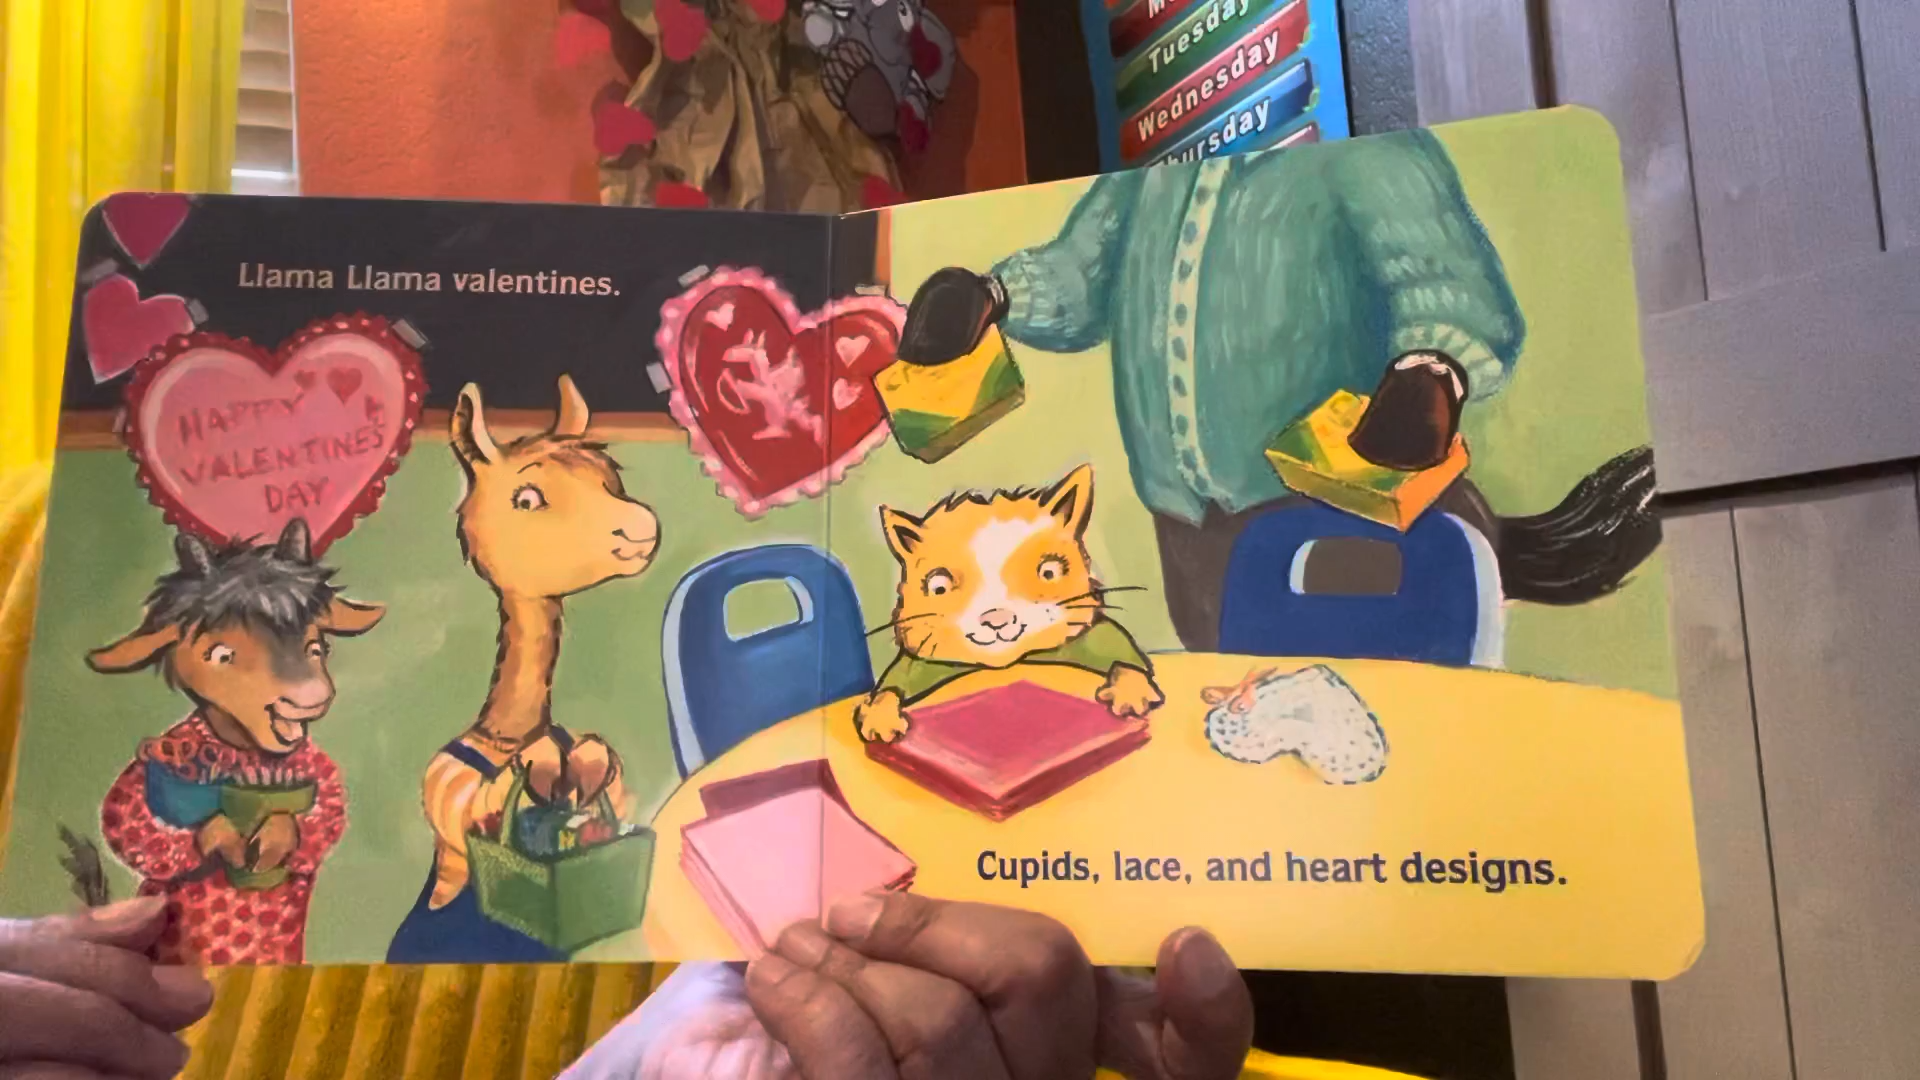 Tuesday
Wednesday
Llama Llama valentines.
HAPPY
VALENTINES
DAY
Cupids, lace, and heart designs.